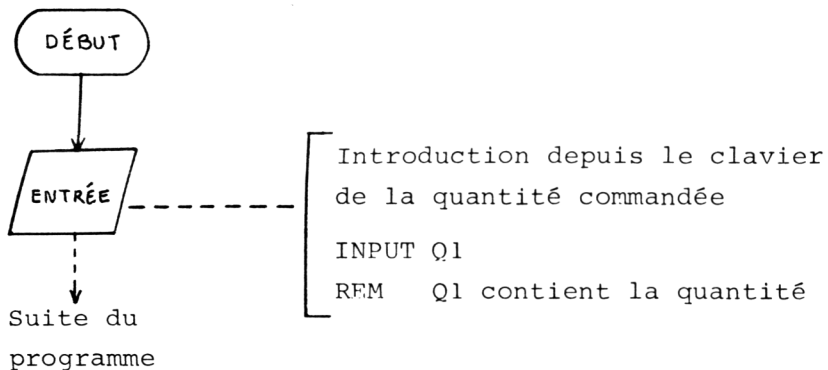 DÉBUT
ENTRÉE
Introduction depuis le clavier
de la quantité commandée
INPUT Q1
REM Q1 contient la quantité
Suite du
programme